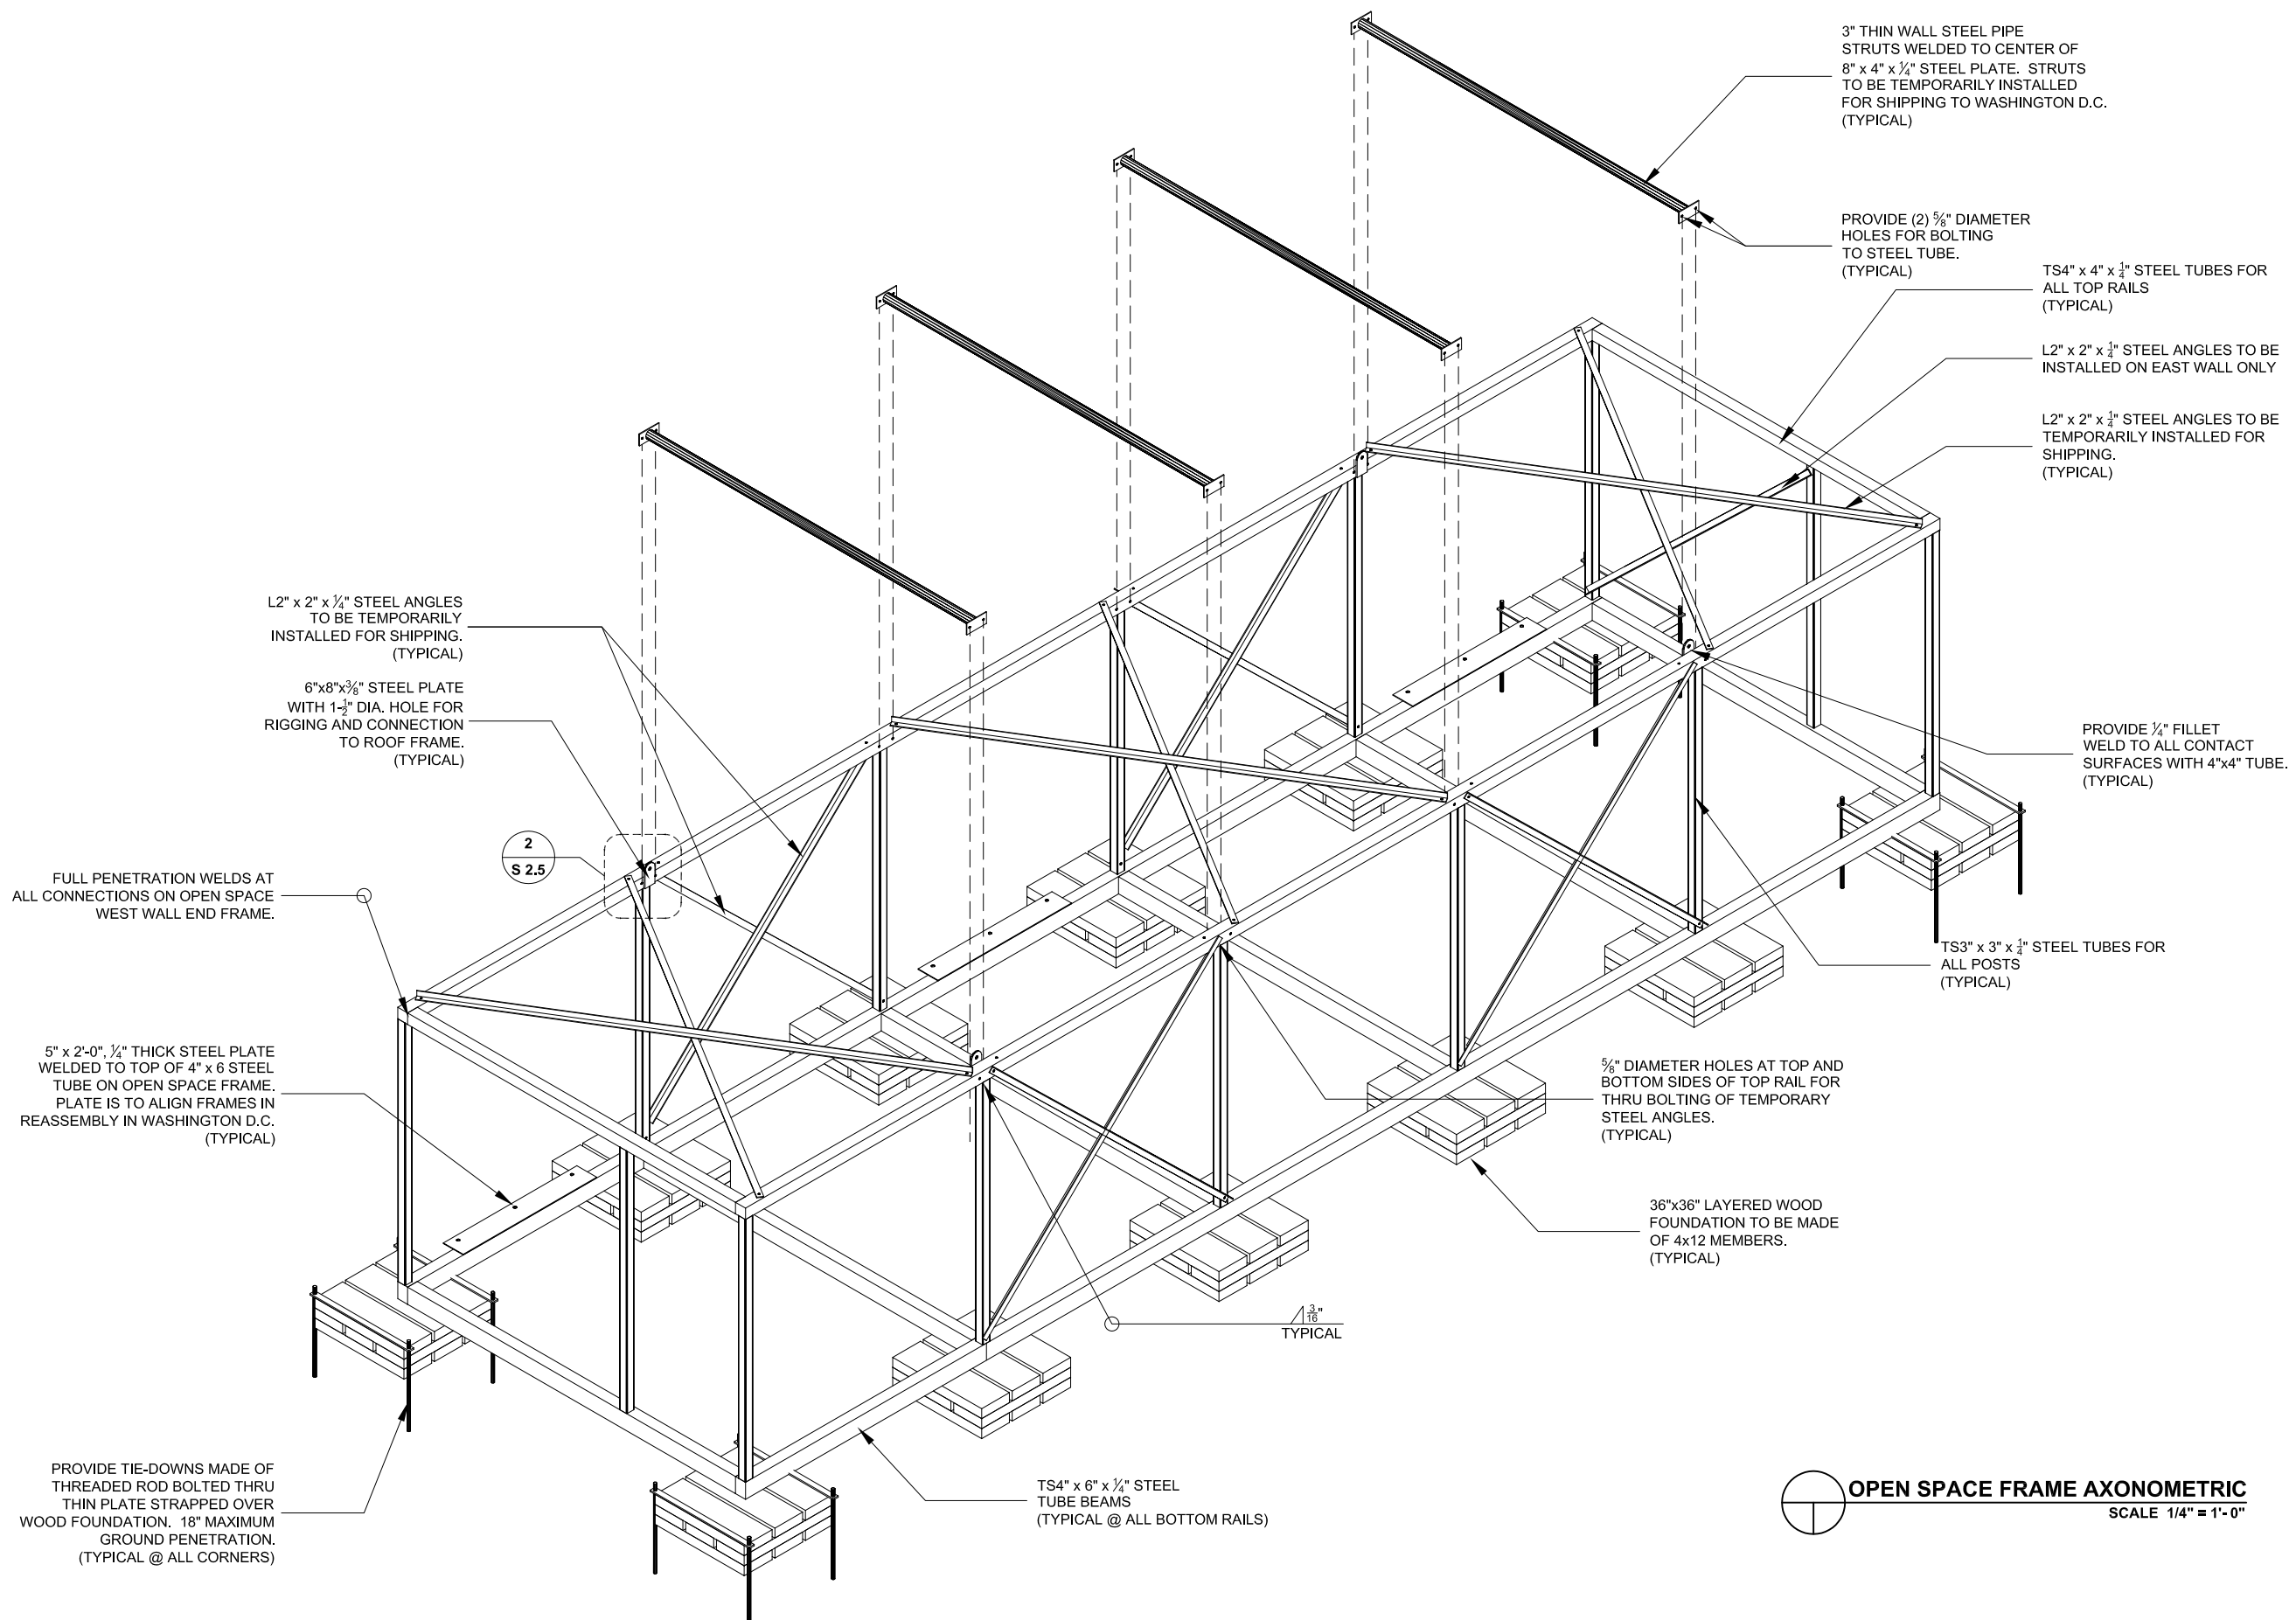 3" THIN WALL STEEL PIPE
STRUTS WELDED TO CENTER OF
8" x 4" x ¼" STEEL PLATE. STRUTS
TO BE TEMPORARILY INSTALLED
FOR SHIPPING TO WASHINGTON D.C.
(TYPICAL)
PROVIDE (2) ⅝" DIAMETER
HOLES FOR BOLTING
TO STEEL TUBE.
(TYPICAL)
TS4" x 4" x ¼" STEEL TUBES FOR
ALL TOP RAILS
(TYPICAL)
L2" x 2" x ¼" STEEL ANGLES TO BE
INSTALLED ON EAST WALL ONLY
L2" x 2" x ¼" STEEL ANGLES TO BE
TEMPORARILY INSTALLED FOR
SHIPPING.
(TYPICAL)
L2" x 2" x ¼" STEEL ANGLES
TO BE TEMPORARILY
INSTALLED FOR SHIPPING.
(TYPICAL)
6"x8"x⅜" STEEL PLATE
WITH 1-½" DIA. HOLE FOR
RIGGING AND CONNECTION
TO ROOF FRAME.
(TYPICAL)
2
S 2.5
FULL PENETRATION WELDS AT
ALL CONNECTIONS ON OPEN SPACE
WEST WALL END FRAME.
5" x 2'-0", ¼" THICK STEEL PLATE
WELDED TO TOP OF 4" x 6 STEEL
TUBE ON OPEN SPACE FRAME.
PLATE IS TO ALIGN FRAMES IN
REASSEMBLY IN WASHINGTON D.C.
(TYPICAL)
PROVIDE TIE-DOWNS MADE OF
THREADED ROD BOLTED THRU
THIN PLATE STRAPPED OVER
WOOD FOUNDATION. 18" MAXIMUM
GROUND PENETRATION.
(TYPICAL @ ALL CORNERS)
PROVIDE ¼" FILLET
WELD TO ALL CONTACT
SURFACES WITH 4"x4" TUBE.
(TYPICAL)
TS3" x 3" x ¼" STEEL TUBES FOR
ALL POSTS
(TYPICAL)
⅝" DIAMETER HOLES AT TOP AND
BOTTOM SIDES OF TOP RAIL FOR
THRU BOLTING OF TEMPORARY
STEEL ANGLES.
(TYPICAL)
36"x36" LAYERED WOOD
FOUNDATION TO BE MADE
OF 4x12 MEMBERS.
(TYPICAL)
3/16"
TYPICAL
TS4" x 6" x ¼" STEEL
TUBE BEAMS
(TYPICAL @ ALL BOTTOM RAILS)
OPEN SPACE FRAME AXONOMETRIC
SCALE 1/4" = 1'-0"